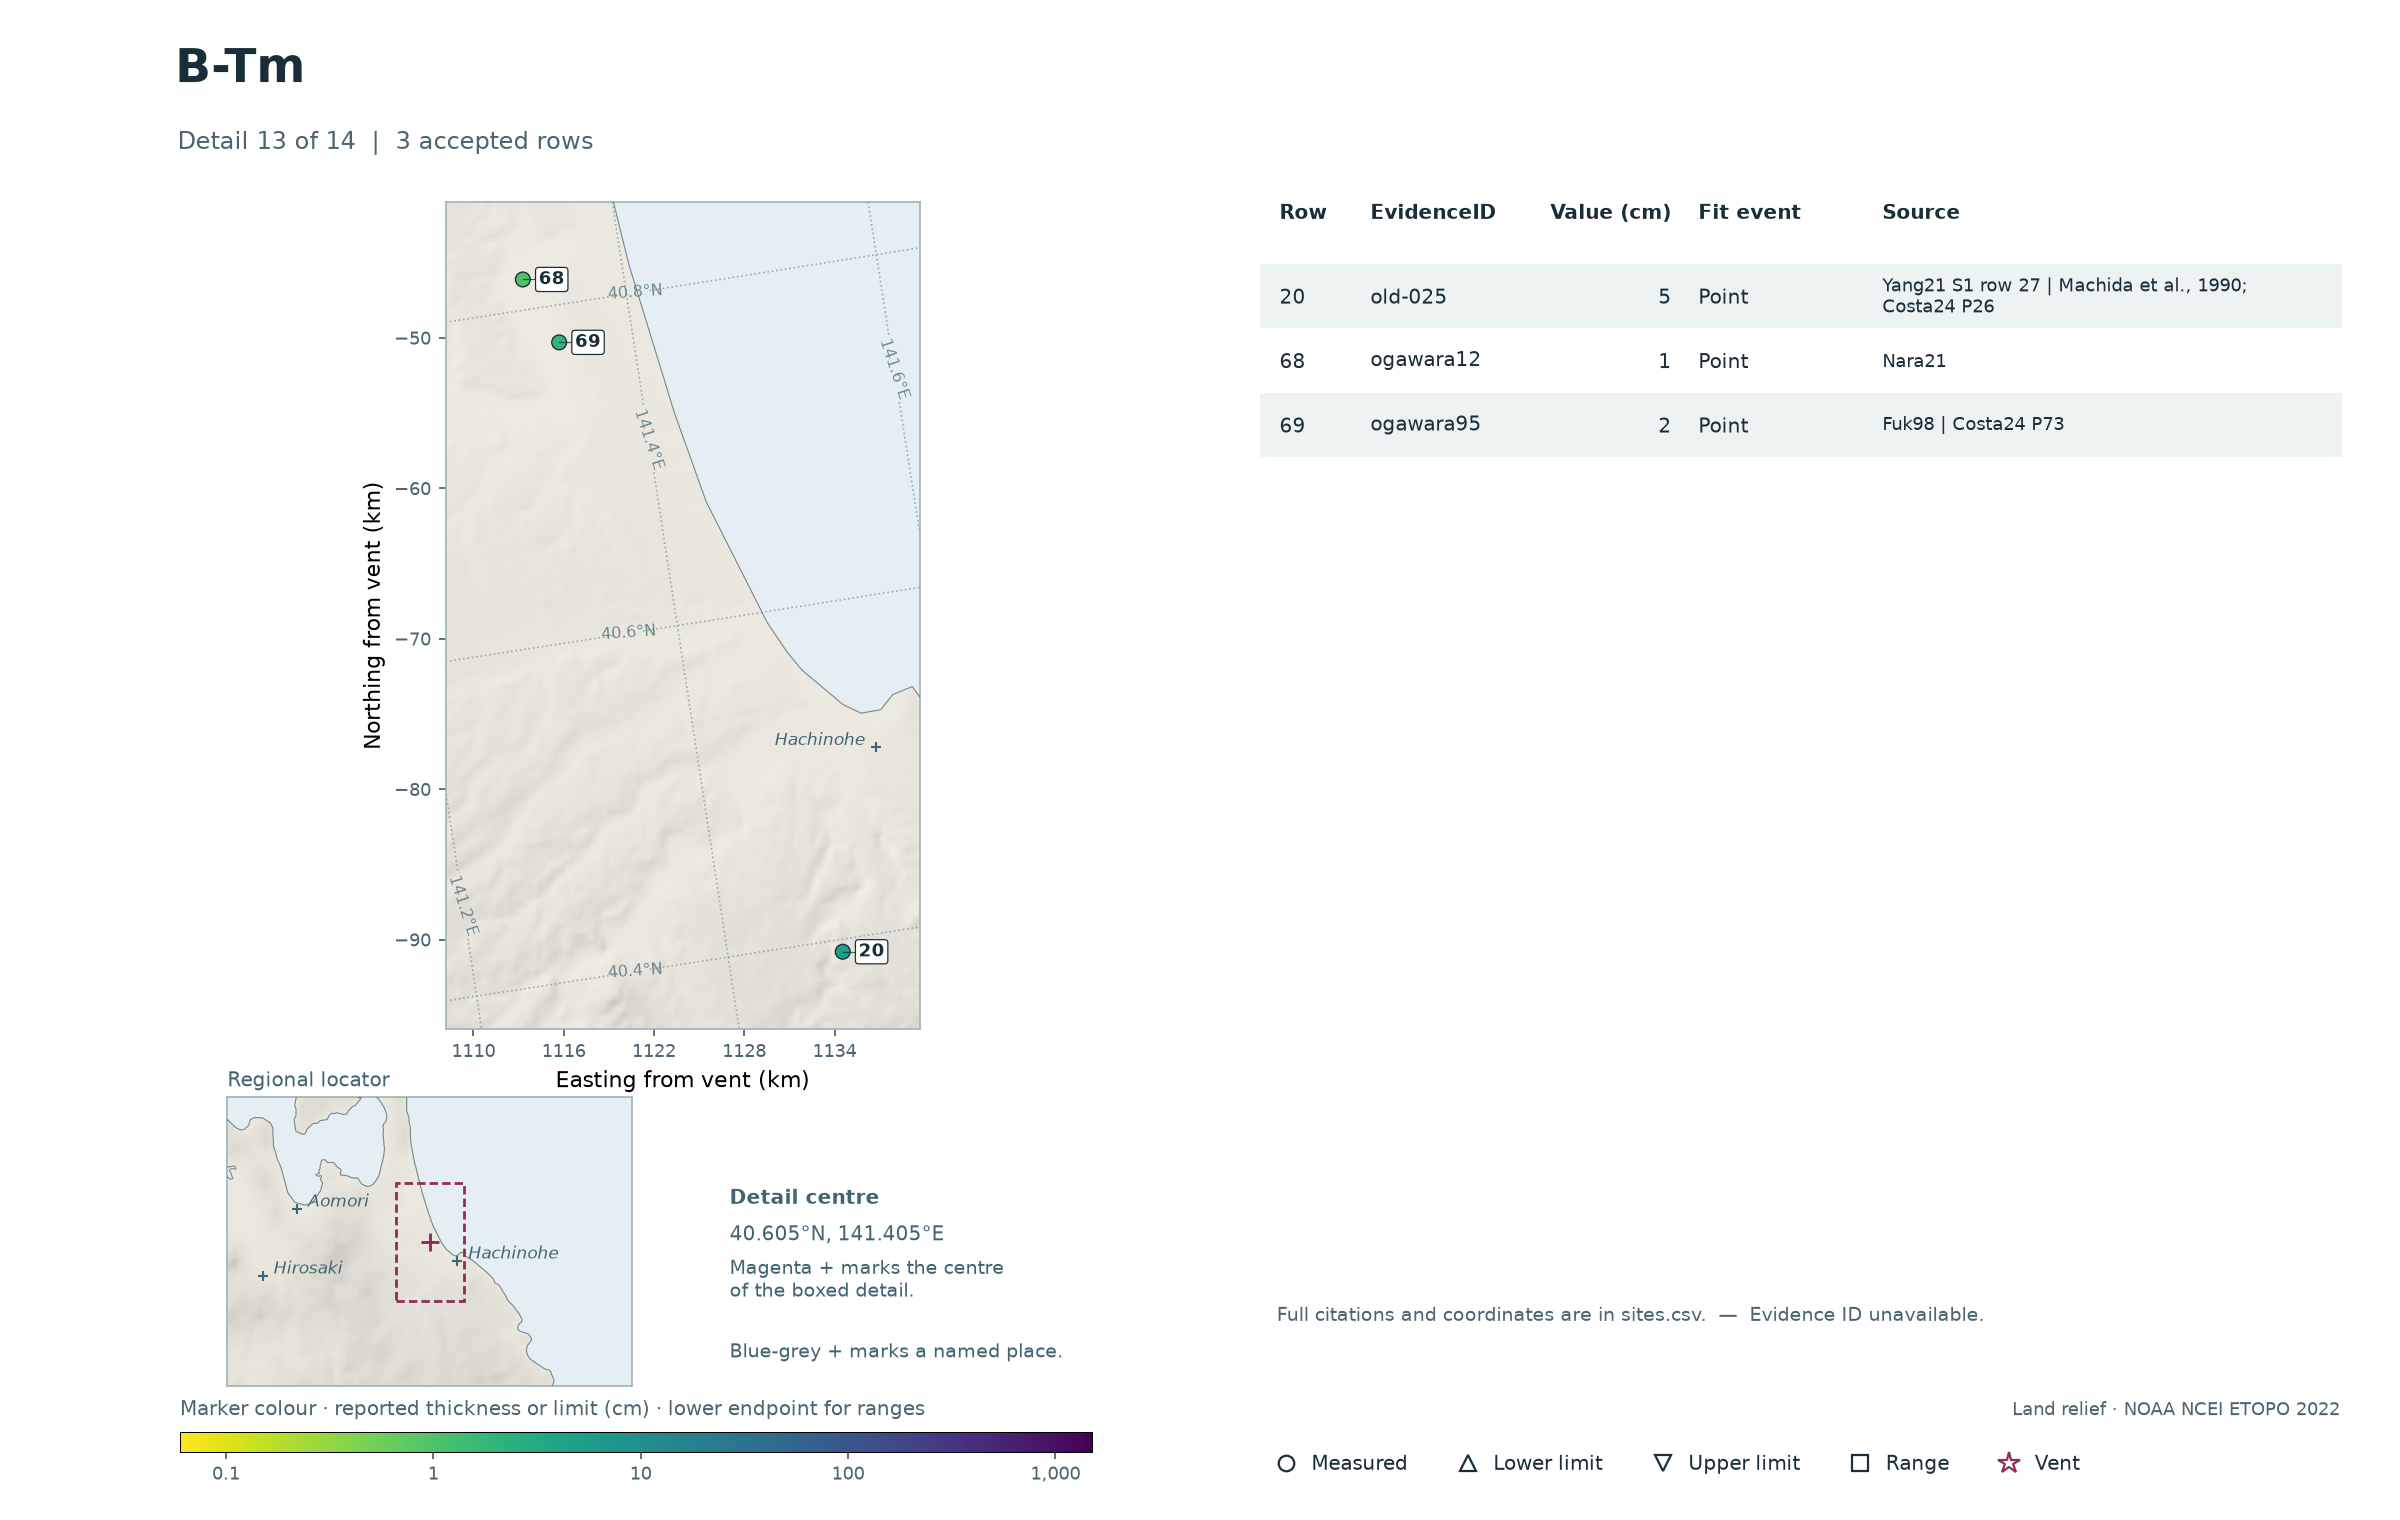 B-Tm
Detail 13 of 14 | 3 accepted rows
68
69
20
40.8°N
40.6°N
40.4°N
141.6°E
141.4°E
141.2°E
Hachinohe
−50
−60
−70
−80
−90
Northing from vent (km)
1110 1116 1122 1128 1134
Easting from vent (km)
Row EvidenceID Value (cm) Fit event Source
20 old-025 5 Point Yang21 S1 row 27 | Machida et al., 1990;
Costa24 P26
68 ogawara12 1 Point Nara21
69 ogawara95 2 Point Fuk98 | Costa24 P73
Regional locator
Aomori
Hirosaki
Hachinohe
Detail centre
40.605°N, 141.405°E
Magenta + marks the centre
of the boxed detail.
Blue-grey + marks a named place.
Full citations and coordinates are in sites.csv. — Evidence ID unavailable.
Marker colour · reported thickness or limit (cm) · lower endpoint for ranges
0.1 1 10 100 1,000
Land relief · NOAA NCEI ETOPO 2022
Measured Lower limit Upper limit Range Vent